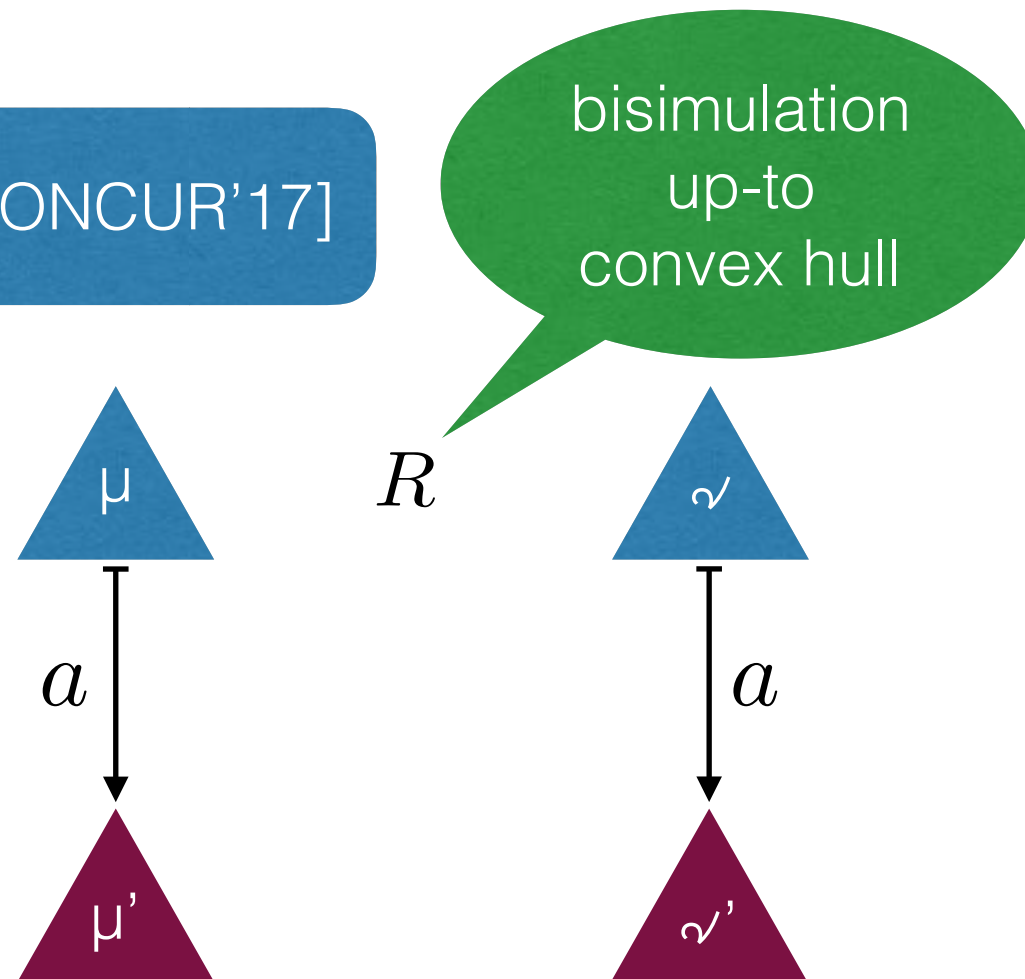 bisimulation
up-to
convex hull
ONCUR’17]
μ
R
a
a
μ’